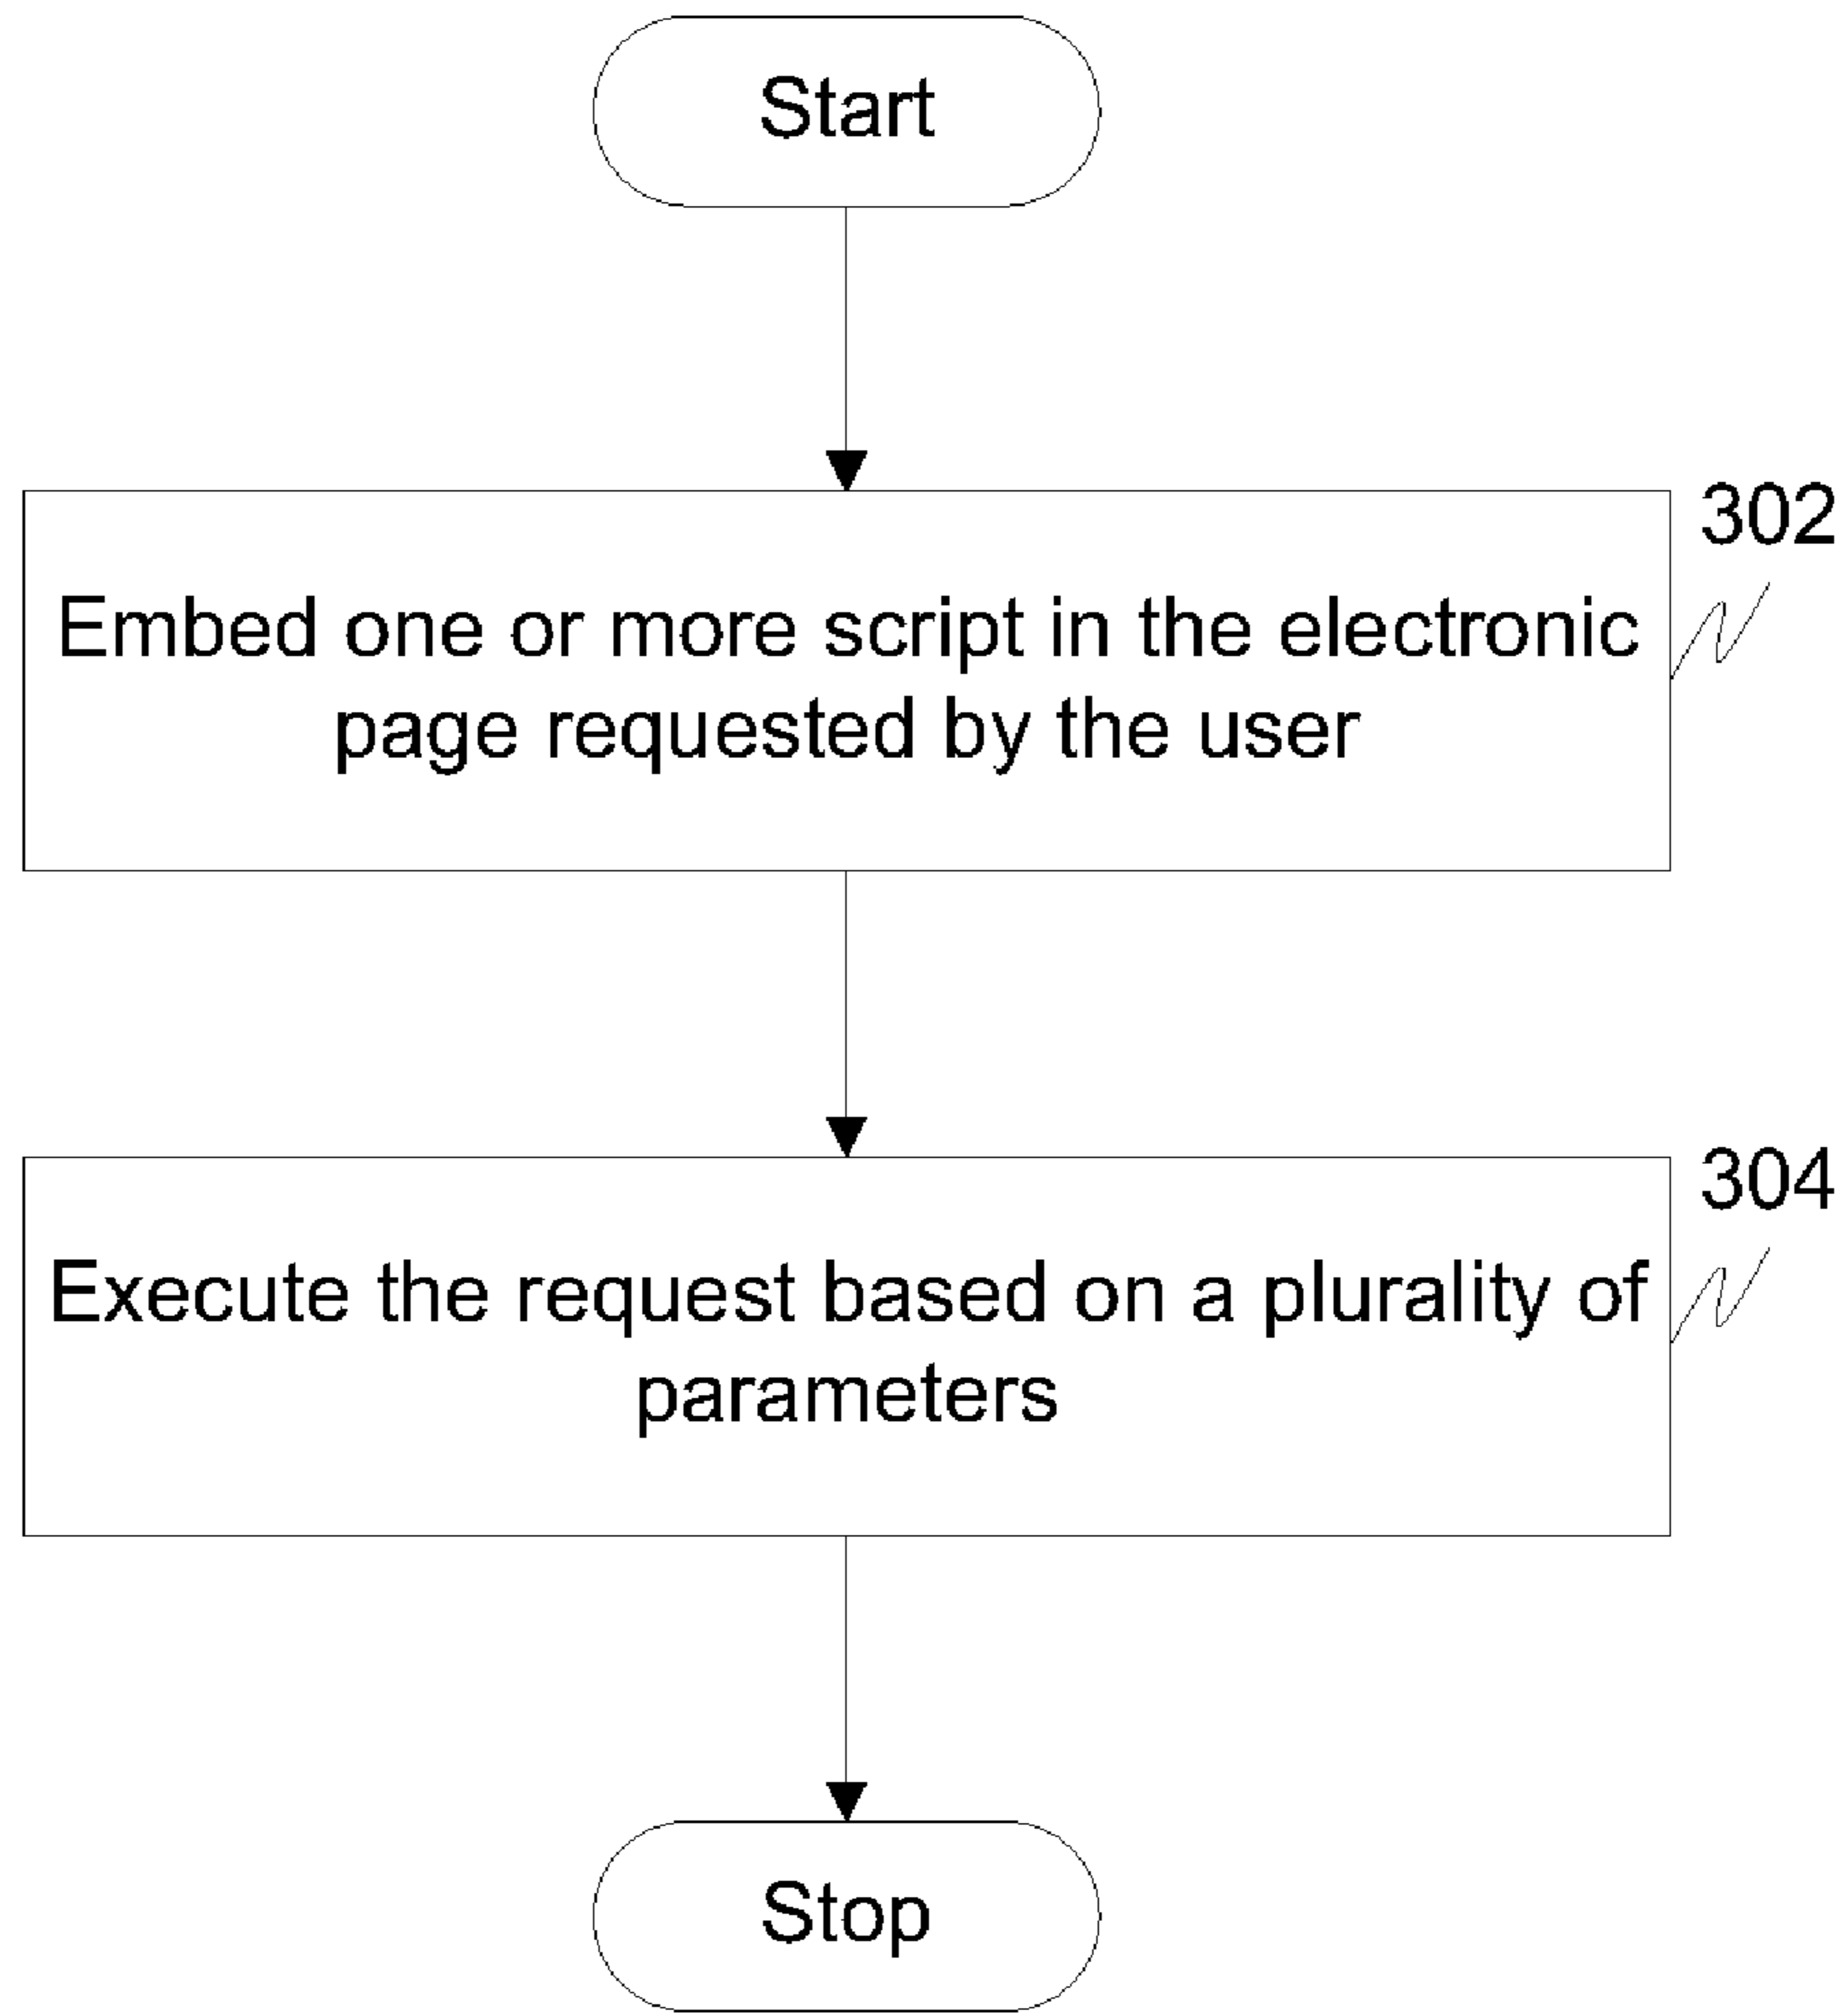 Start
302
Embed one or more script in the electronic
page requested by the user
304
Execute the request based on a plurality of
parameters
Stop